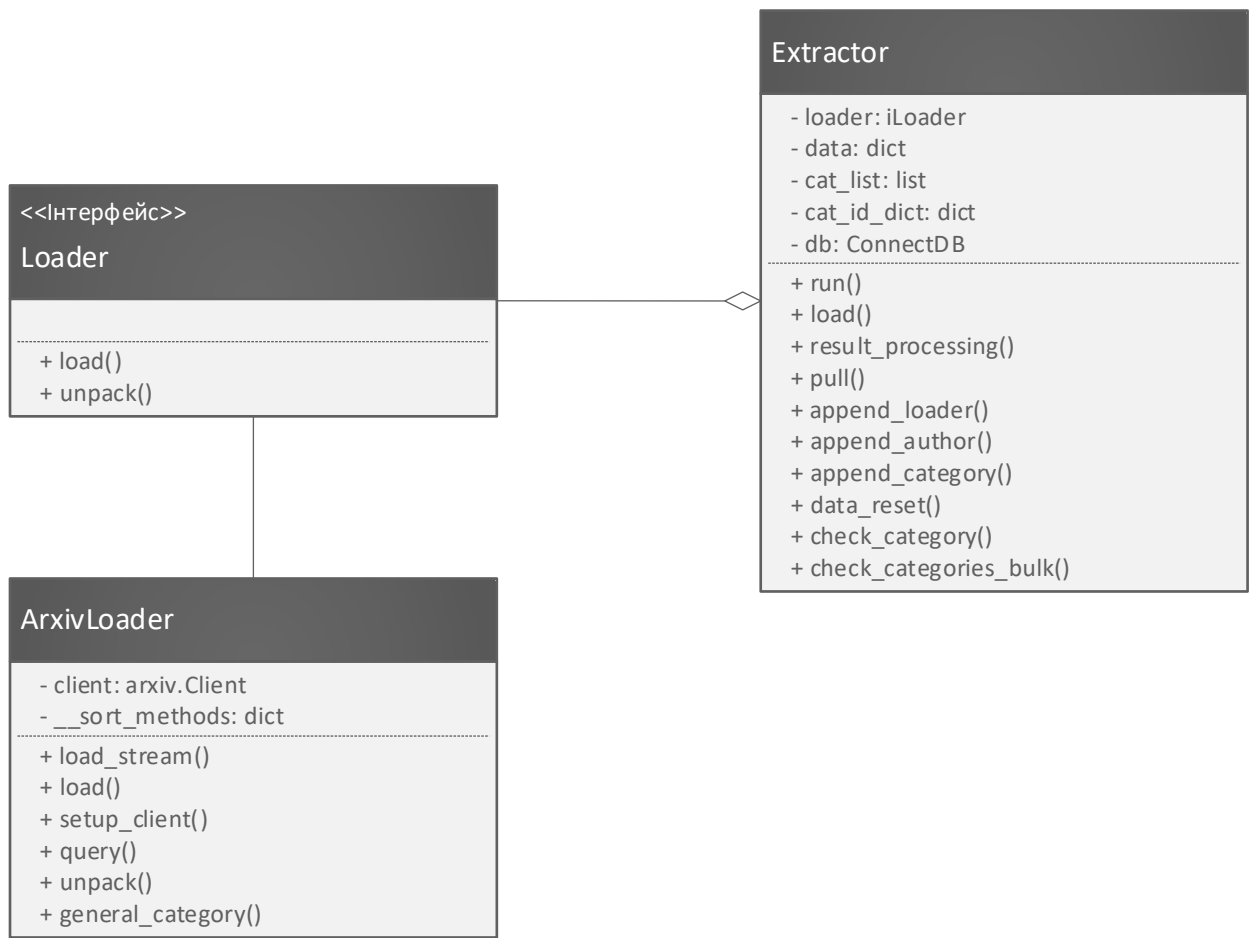 <<Інтерфейс>>
Loader
+ load()
+ unpack()
Extractor
- loader: iLoader
- data: dict
- cat_list: list
- cat_id_dict: dict
- db: ConnectDB
+ run()
+ load()
+ result_processing()
+ pull()
+ append_loader()
+ append_author()
+ append_category()
+ data_reset()
+ check_category()
+ check_categories_bulk()
ArxivLoader
- client: arxiv.Client
- __sort_methods: dict
+ load_stream()
+ load()
+ setup_client()
+ query()
+ unpack()
+ general_category()